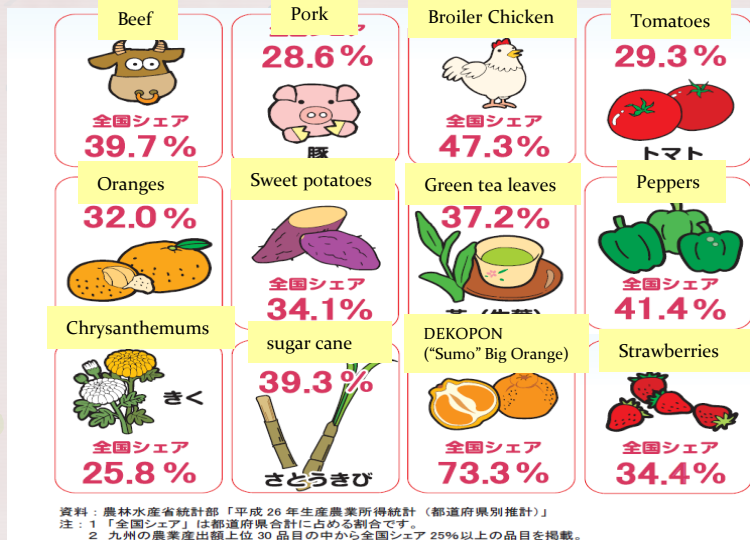 Beef
全国シェア
39.7%
Pork
28.6%
豚
Broiler Chicken
全国シェア
47.3%
Tomatoes
29.3%
トマト
Oranges
32.0%
Sweet potatoes
全国シェア
34.1%
Green tea leaves
37.2%
Peppers
全国シェア
41.4%
Chrysanthemums
きく
全国シェア
25.8%
sugar cane
39.3%
さとうきび
DEKOPON
("Sumo" Big Orange)
全国シェア
73.3%
Strawberries
全国シェア
34.4%
資料：農林水産省統計部「平成 26 年生産農業所得統計（都道府県別推計）」
注：1 「全国シェア」は都道府県合計に占める割合です。
2 九州の農業産出額上位 30 品目の中から全国シェア 25%以上の品目を掲載。